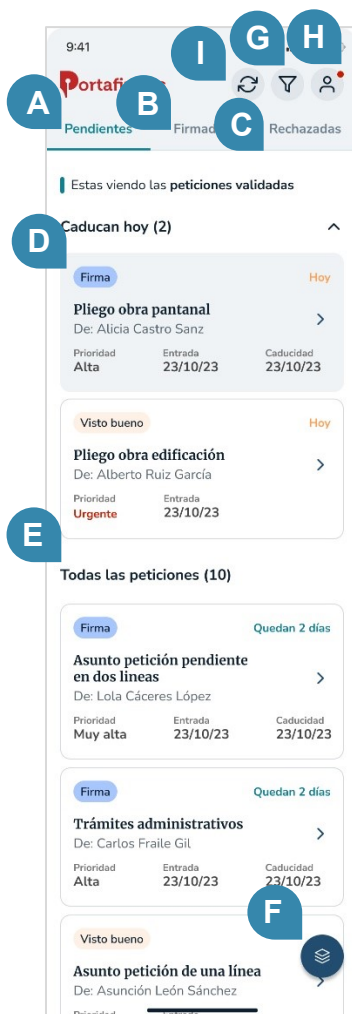 9:41
I
G
H
A
B
C
Pendientes
Rechazadas
Estas viendo las peticiones validadas
D
Caducan hoy (2)
Firma
Hoy
Pliego obra pantanal
De: Alicia Castro Sanz
Prioridad Entrada Caducidad
Alta 23/10/23 23/10/23
Visto bueno
Hoy
Pliego obra edificación
De: Alberto Ruiz García
Prioridad Entrada
Urgente 23/10/23
E
Todas las peticiones (10)
Firma
Quedan 2 días
Asunto petición pendiente
en dos lineas
De: Lola Cáceres López
Prioridad Entrada Caducidad
Muy alta 23/10/23 23/10/23
Firma
Quedan 2 días
Trámites administrativos
De: Carlos Fraile Gil
Prioridad Entrada Caducidad
Alta 23/10/23 23/10/23
F
Visto bueno
Asunto petición de una línea
De: Asunción León Sánchez